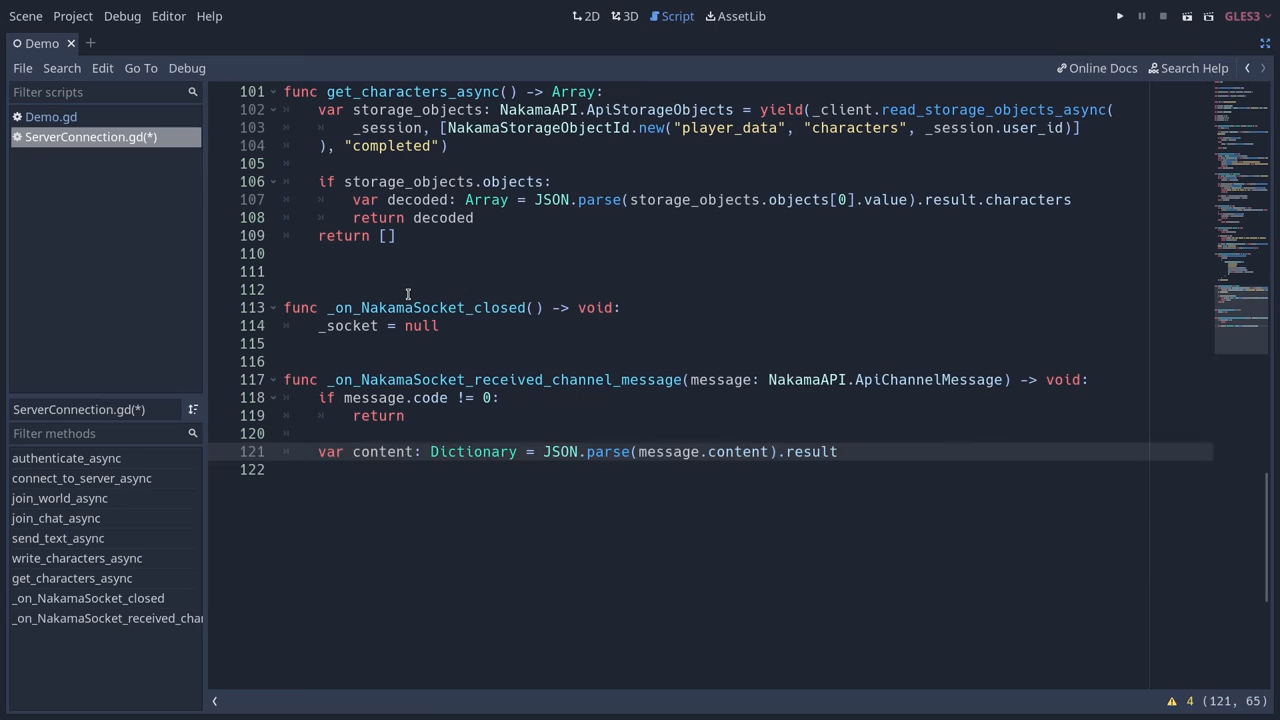 Scene Project Debug Editor Help 2D 3D Script AssetLib GLES3
Demo
File Search Edit Go To Debug Online Docs Search Help
Filter scripts
Demo.gd
ServerConnection.gd(*)
ServerConnection.gd(*)
Filter methods
authenticate_async
connect_to_server_async
join_world_async
join_chat_async
send_text_async
write_characters_async
get_characters_async
_on_NakamaSocket_closed
_on_NakamaSocket_received_char
101 func get_characters_async() -> Array:
102 var storage_objects: NakamaAPI.ApiStorageObjects = yield(_client.read_storage_objects_async(
103 _session, [NakamaStorageObjectId.new("player_data", "characters", _session.user_id)]
104 ), "completed")
105
106 if storage_objects.objects:
107 var decoded: Array = JSON.parse(storage_objects.objects[0].value).result.characters
108 return decoded
109 return []
110
111
112
113 func _on_NakamaSocket_closed() -> void:
114 _socket = null
115
116
117 func _on_NakamaSocket_received_channel_message(message: NakamaAPI.ApiChannelMessage) -> void:
118 if message.code != 0:
119 return
120
121 var content: Dictionary = JSON.parse(message.content).result
122
4 (121, 65)